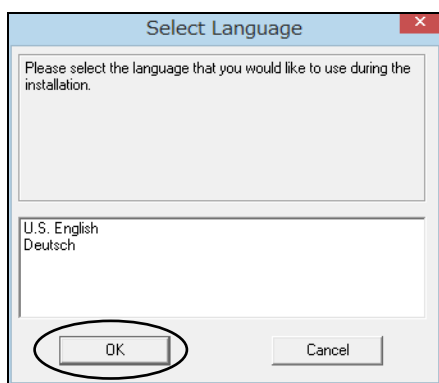 Select Language
Please select the language that you would like to use during the
installation.
U.S. English
Deutsch
OK
Cancel